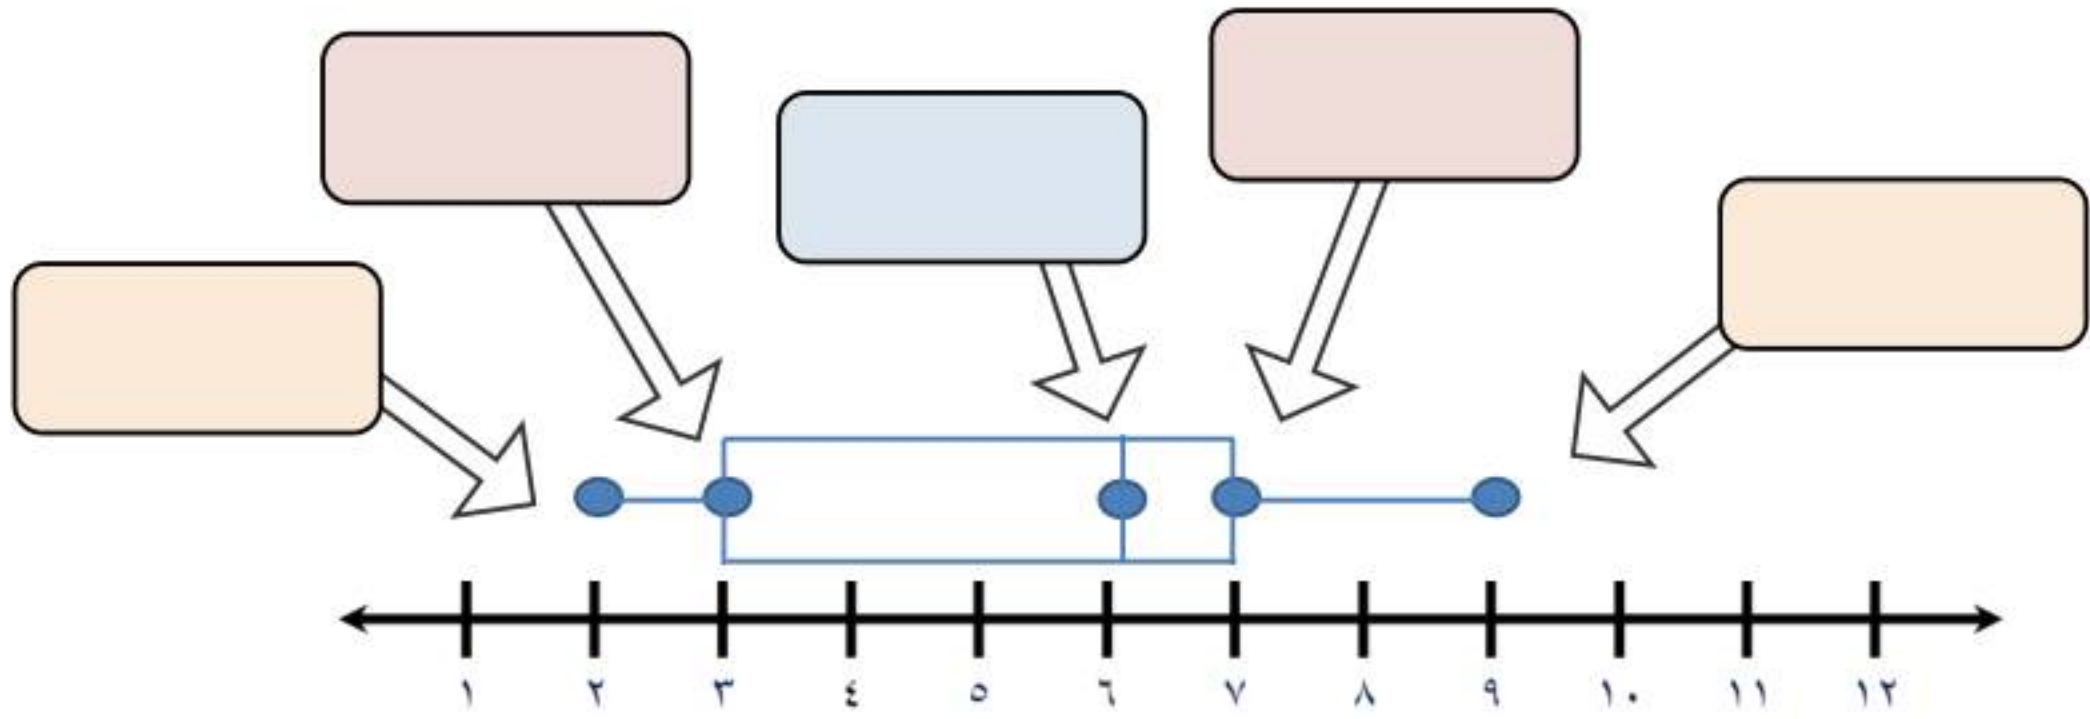 ١ ٢ ٣ ٤ ٥ ٦ ٧ ٨ ٩ ١٠ ١١ ١٢